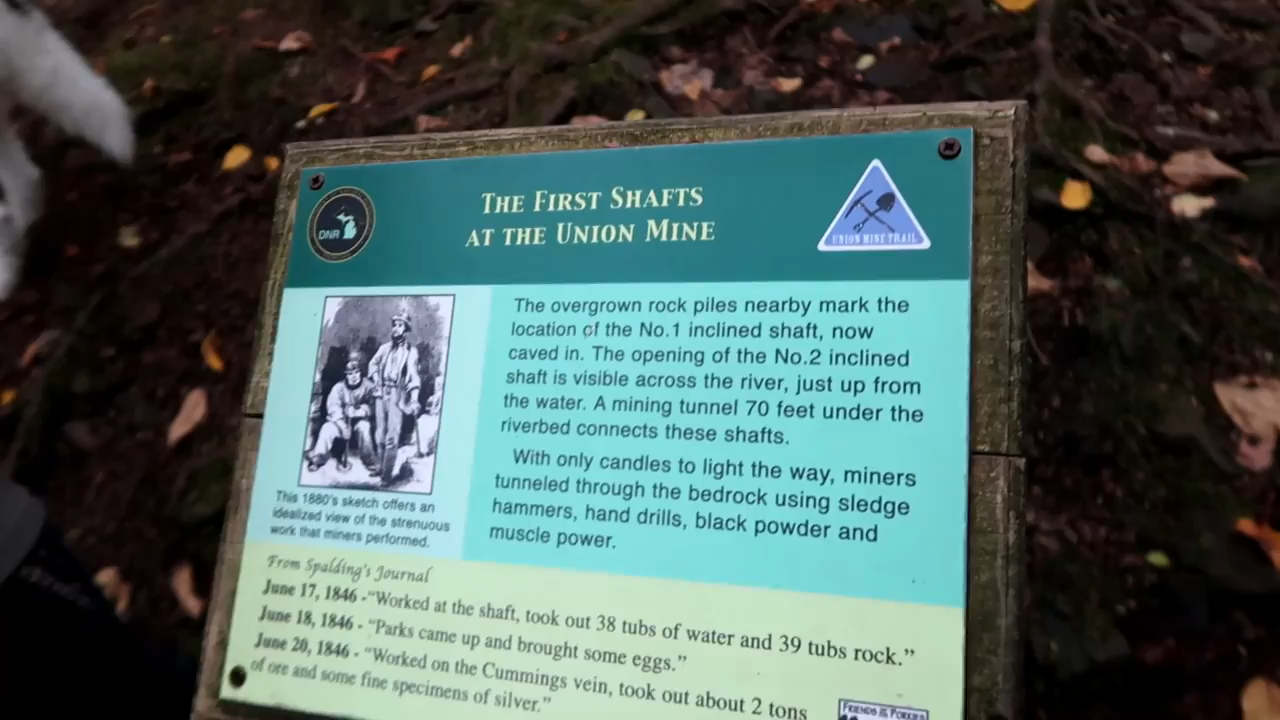 THE FIRST SHAFTS
AT THE UNION MINE
DNR
UNION MINE TRAIL
The overgrown rock piles nearby mark the
location of the No.1 inclined shaft, now
caved in. The opening of the No.2 inclined
shaft is visible across the river, just up from
the water. A mining tunnel 70 feet under the
riverbed connects these shafts.
With only candles to light the way, miners
tunneled through the bedrock using sledge
hammers, hand drills, black powder and
muscle power.
This 1880's sketch offers an
idealized view of the strenuous
work that miners performed.
From Spalding's Journal
June 17, 1846 -"Worked at the shaft, took out 38 tubs of water and 39 tubs rock."
June 18, 1846 - "Parks came up and brought some eggs."
June 20, 1846 - "Worked on the Cummings vein, took out about 2 tons
of ore and some fine specimens of silver."
FRIENDS OF THE PORKIES